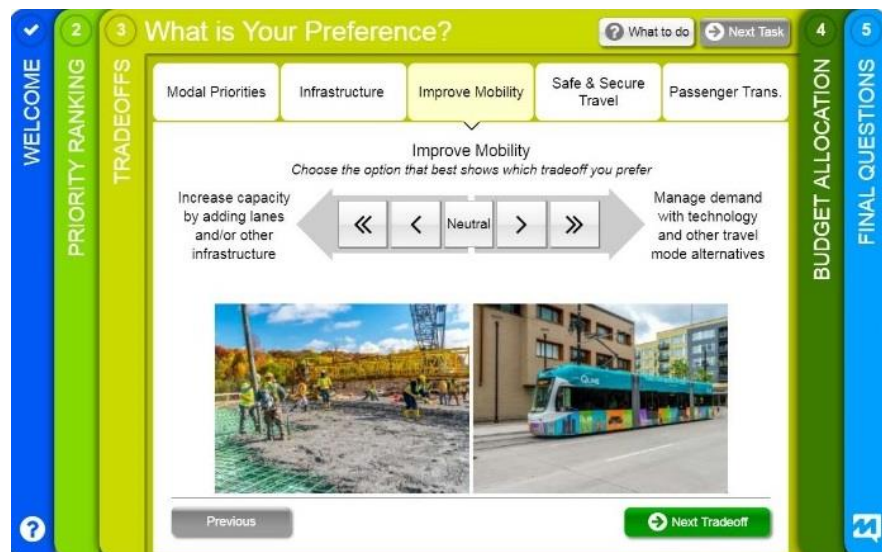 WELCOME
2
PRIORITY RANKING
3
TRADEOFFS
What is Your Preference?
? What to do
Next Task
Modal Priorities
Infrastructure
Improve Mobility
Safe & Secure
Travel
Passenger Trans.
Improve Mobility
Choose the option that best shows which tradeoff you prefer
Increase capacity
by adding lanes
and/or other
infrastructure
« < Neutral > »
Manage demand
with technology
and other travel
mode alternatives
QLINE
Previous
Next Tradeoff
4
BUDGET ALLOCATION
5
FINAL QUESTIONS
?